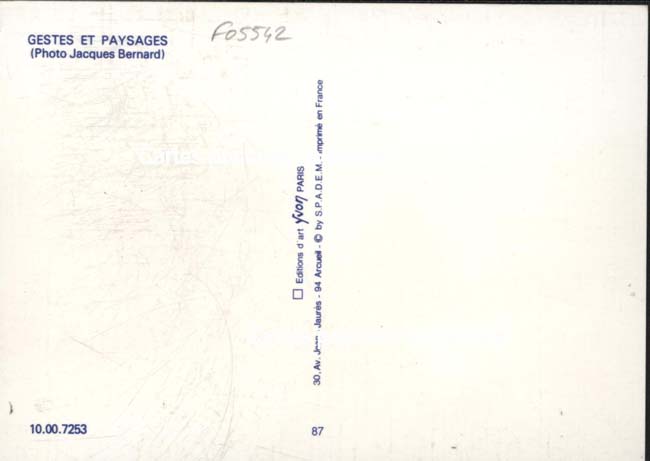 GESTES ET PAYSAGES
(Photo Jacques Bernard)
F05542
Editions d'art Yvon PARIS
30, Av. Jaurès - 94 Arcueil - © by S.P.A.D.E.M. - Imprimé en France
10.00.7253
87
Cartes